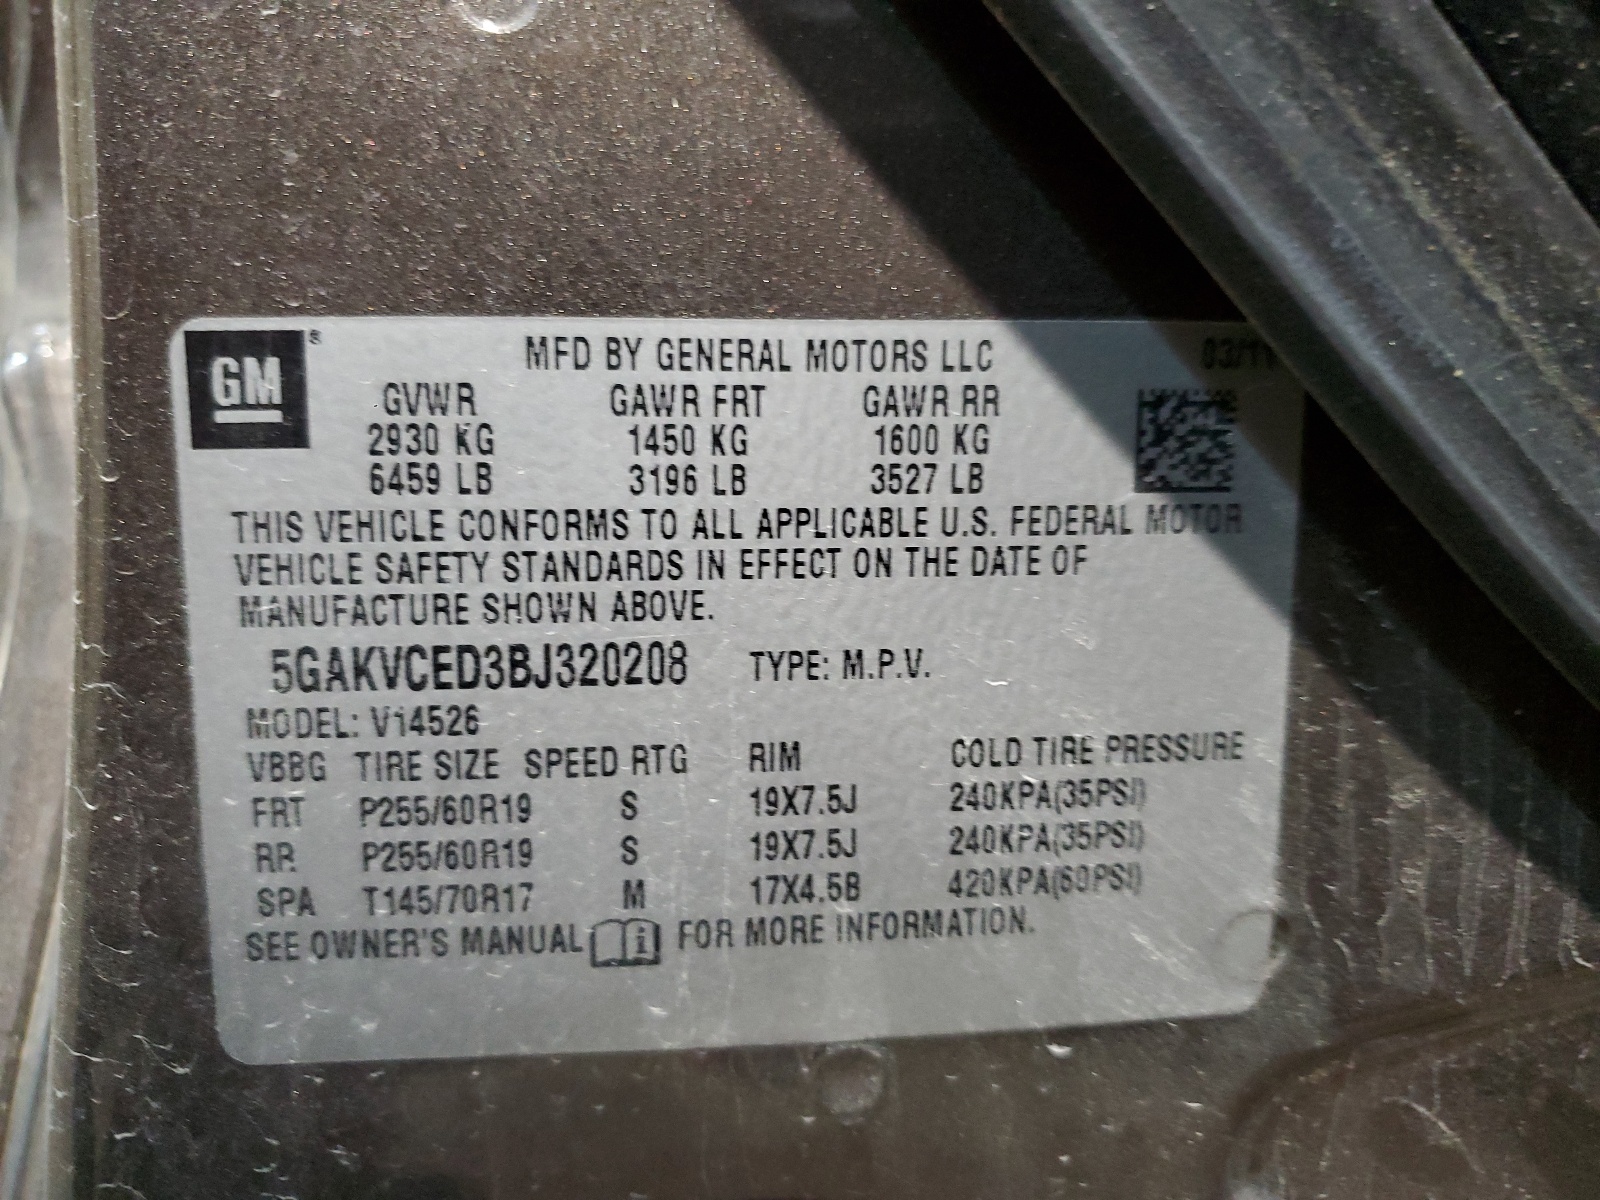 GM ®
MFD BY GENERAL MOTORS LLC 03/11
GVWR GAWR FRT GAWR RR
2930 KG 1450 KG 1600 KG
6459 LB 3196 LB 3527 LB
THIS VEHICLE CONFORMS TO ALL APPLICABLE U.S. FEDERAL MOTOR
VEHICLE SAFETY STANDARDS IN EFFECT ON THE DATE OF
MANUFACTURE SHOWN ABOVE.
5GAKVCED3BJ320208 TYPE: M.P.V.
MODEL: V14526
VBBG TIRE SIZE SPEED RTG RIM COLD TIRE PRESSURE
FRT P255/60R19 S 19X7.5J 240KPA(35PSI)
RR P255/60R19 S 19X7.5J 240KPA(35PSI)
SPA T145/70R17 M 17X4.5B 420KPA(60PSI)
SEE OWNER'S MANUAL i FOR MORE INFORMATION.